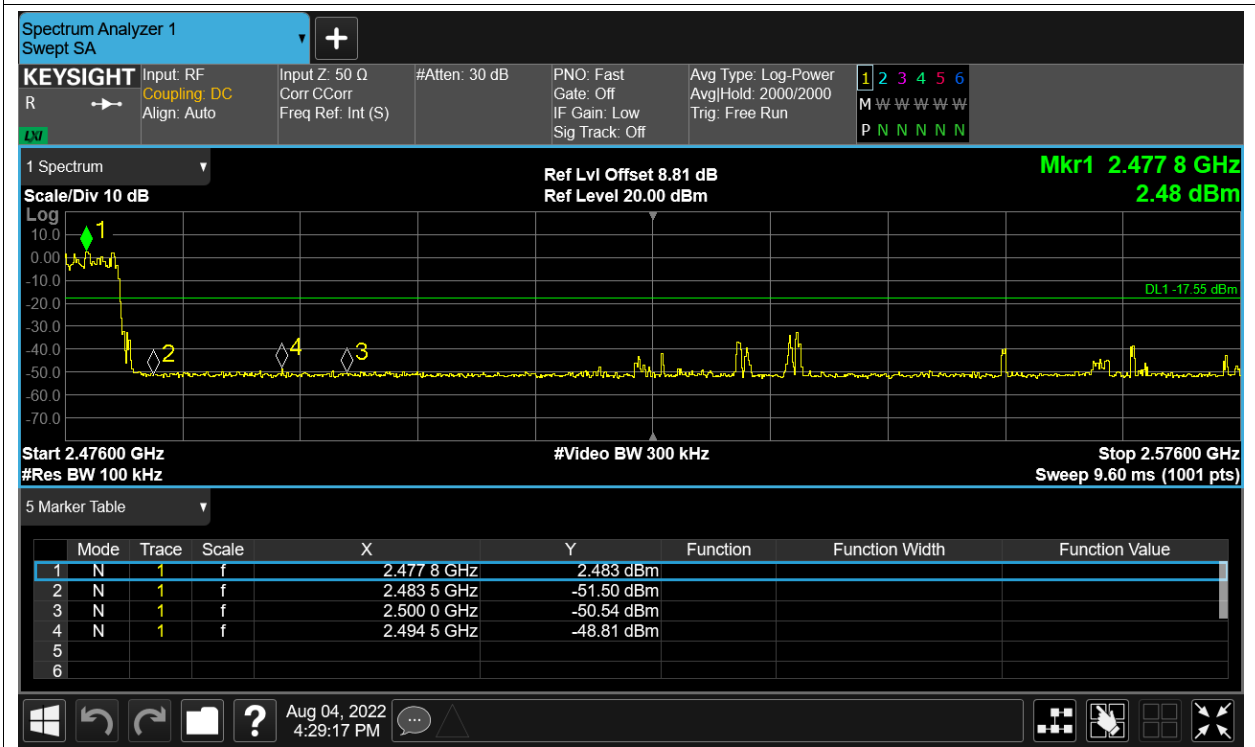 Spectrum Analyzer 1
Swept SA
KEYSIGHT Input: RF Input Z: 50 Ω #Atten: 30 dB PNO: Fast Avg Type: Log-Power 1 2 3 4 5 6
R Coupling: DC Corr CCorr Gate: Off Avg|Hold: 2000/2000 M W W W W W
Align: Auto Freq Ref: Int (S) IF Gain: Low Trig: Free Run
LXI Sig Track: Off P N N N N N
1 Spectrum Ref Lvl Offset 8.81 dB Mkr1 2.477 8 GHz
Scale/Div 10 dB Ref Level 20.00 dBm 2.48 dBm
Log
10.0 1
0.00
-10.0
DL1 -17.55 dBm
-20.0
-30.0
-40.0 2 4 3
-50.0
-60.0
-70.0
Start 2.47600 GHz #Video BW 300 kHz Stop 2.57600 GHz
#Res BW 100 kHz Sweep 9.60 ms (1001 pts)
5 Marker Table
Mode Trace Scale X Y Function Function Width Function Value
1 N 1 f 2.477 8 GHz 2.483 dBm
2 N 1 f 2.483 5 GHz -51.50 dBm
3 N 1 f 2.500 0 GHz -50.54 dBm
4 N 1 f 2.494 5 GHz -48.81 dBm
5
6
? Aug 04, 2022
4:29:17 PM